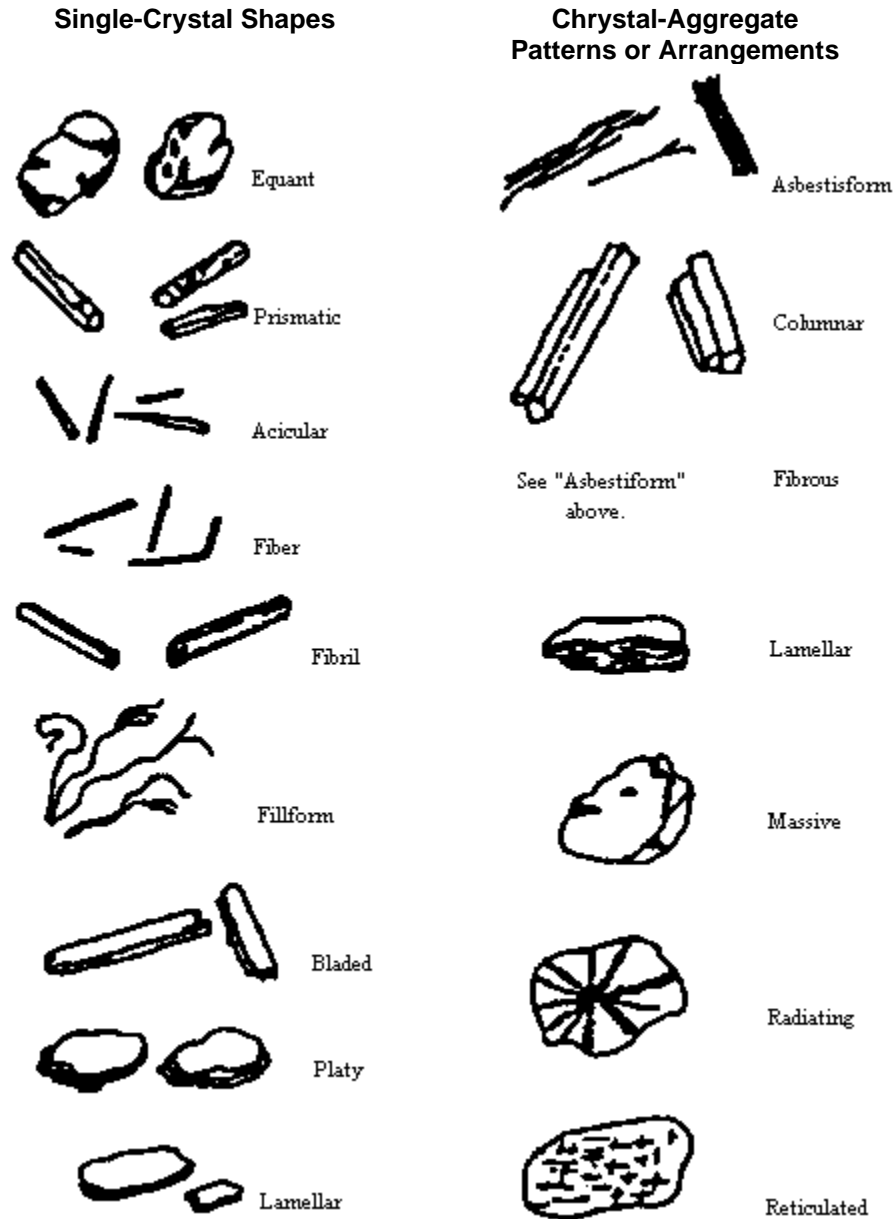 Single-Crystal Shapes
Equant
Prismatic
Acicular
Fiber
Fibril
Fillform
Bladed
Platy
Lamellar
Chrystal-Aggregate
Patterns or Arrangements
Asbestisform
Columnar
See "Asbestiform"
above.
Fibrous
Lamellar
Massive
Radiating
Reticulated